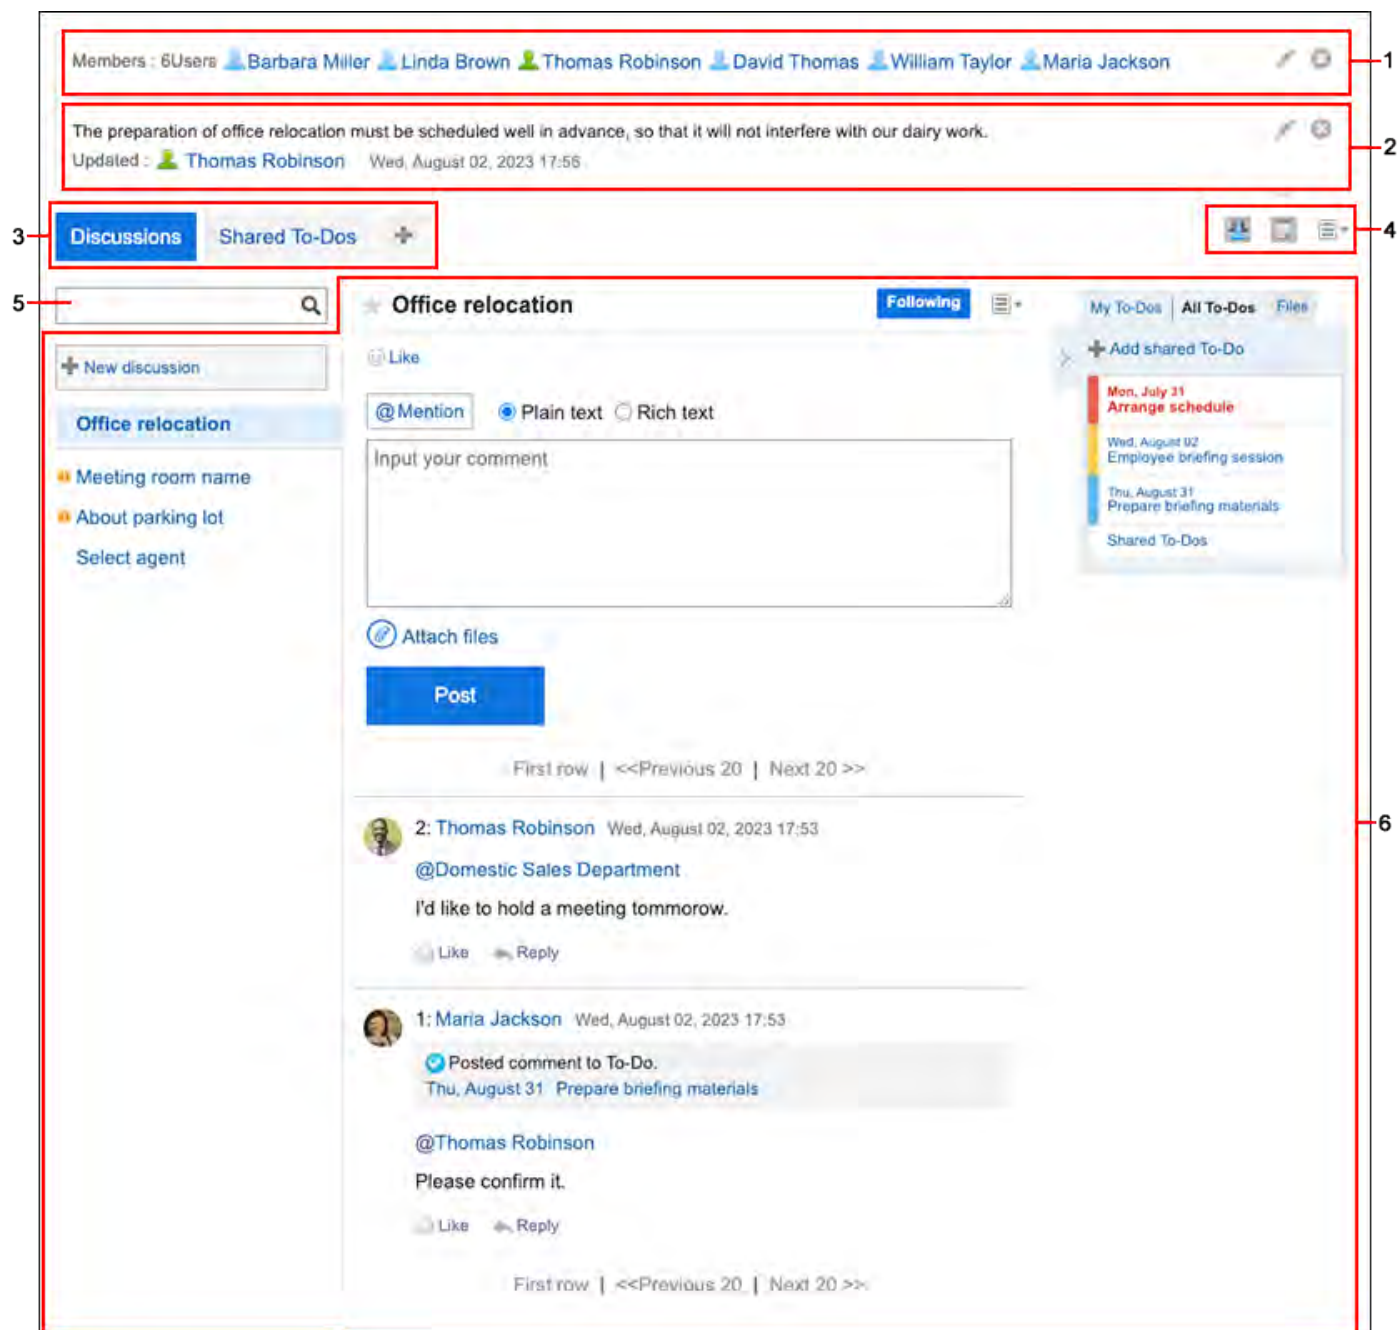 Members : 6Users Barbara Miller Linda Brown Thomas Robinson David Thomas William Taylor Maria Jackson
1
The preparation of office relocation must be scheduled well in advance, so that it will not interfere with our dairy work.
Updated : Thomas Robinson Wed, August 02, 2023 17:56
2
3
Discussions Shared To-Dos
4
5
Office relocation Following
Like
@Mention Plain text Rich text
Input your comment
Attach files
Post
First row | <<Previous 20 | Next 20 >>
New discussion
Office relocation
Meeting room name
About parking lot
Select agent
My To-Dos | All To-Dos Files
Add shared To-Do
Mon, July 31
Arrange schedule
Wed, August 02
Employee briefing session
Thu, August 31
Prepare briefing materials
Shared To-Dos
6
2: Thomas Robinson Wed, August 02, 2023 17:53
@Domestic Sales Department
I'd like to hold a meeting tommorow.
Like Reply
1: Maria Jackson Wed, August 02, 2023 17:53
Posted comment to To-Do.
Thu, August 31 Prepare briefing materials
@Thomas Robinson
Please confirm it.
Like Reply
First row | <<Previous 20 | Next 20 >>